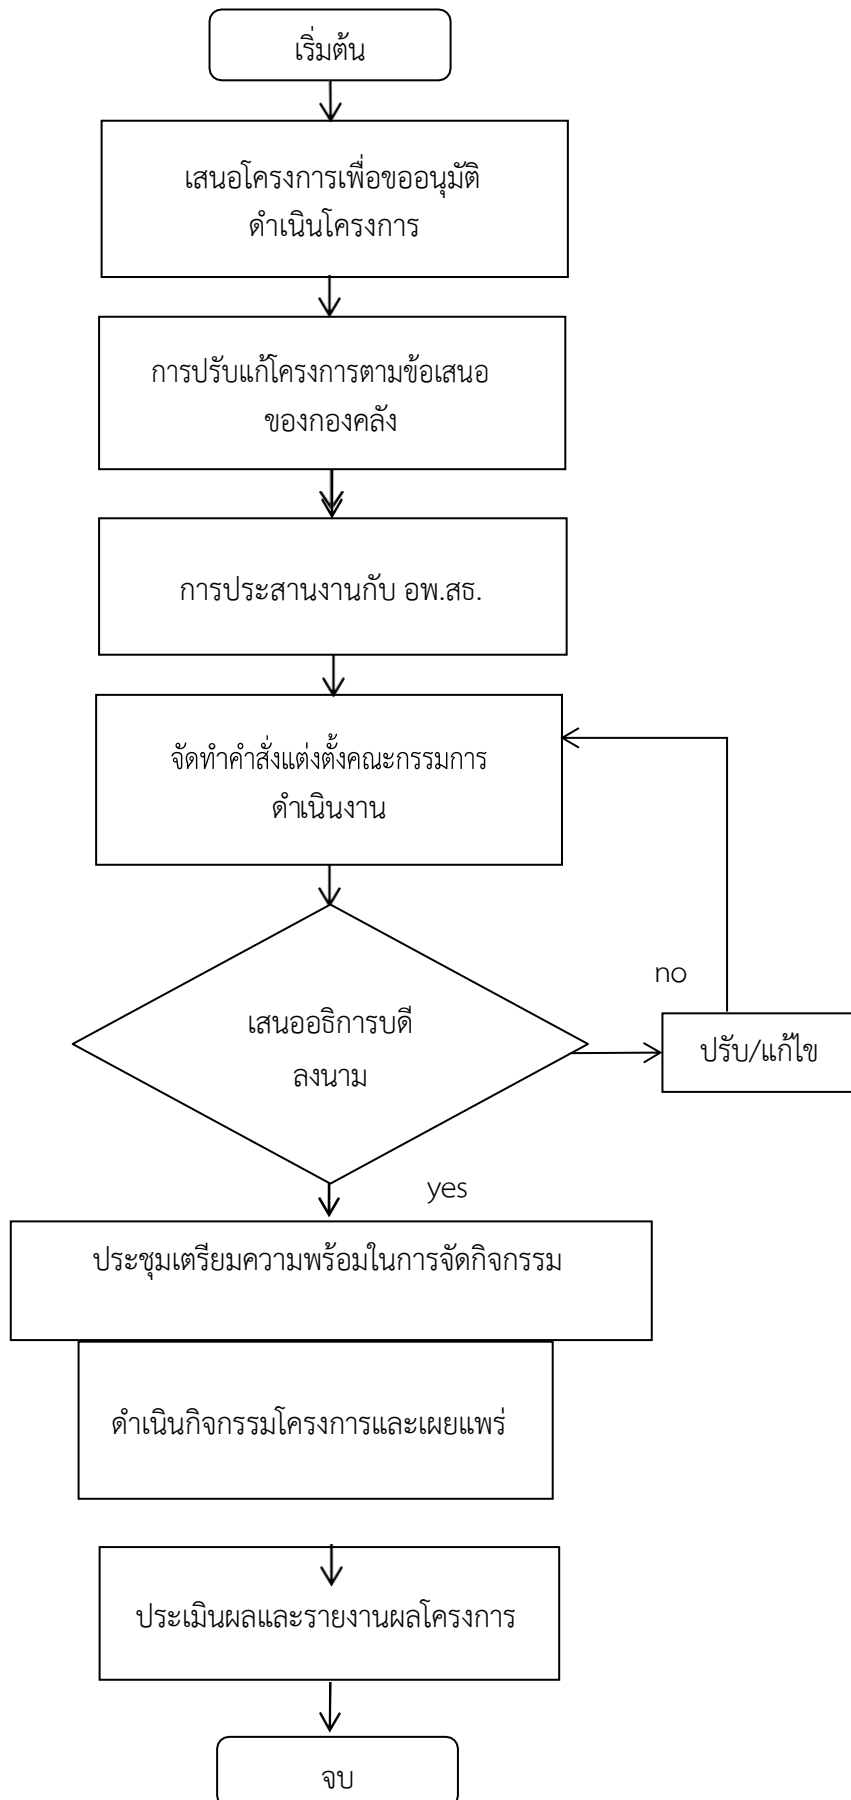 เริ่มต้น
เสนอโครงการเพื่อขออนุมัติ
ดำเนินโครงการ
การปรับแก้โครงการตามข้อเสนอ
ของกองคลัง
การประสานงานกับ อพ.สธ.
จัดทำคำสั่งแต่งตั้งคณะกรรมการ
ดำเนินงาน
no
เสนออธิการบดี
ลงนาม
ปรับ/แก้ไข
yes
ประชุมเตรียมความพร้อมในการจัดกิจกรรม
ดำเนินกิจกรรมโครงการและเผยแพร่
ประเมินผลและรายงานผลโครงการ
จบ